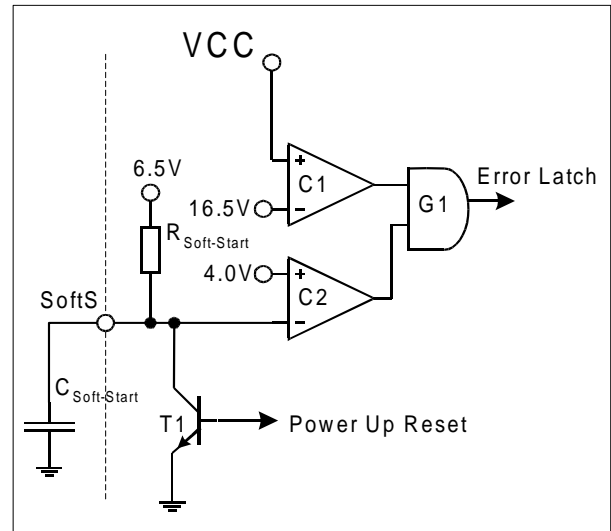 VCC
+
C1
-
16.5V
6.5V
R Soft-Start
G1
Error Latch
4.0V
+
C2
-
SoftS
C Soft-Start
T1
Power Up Reset